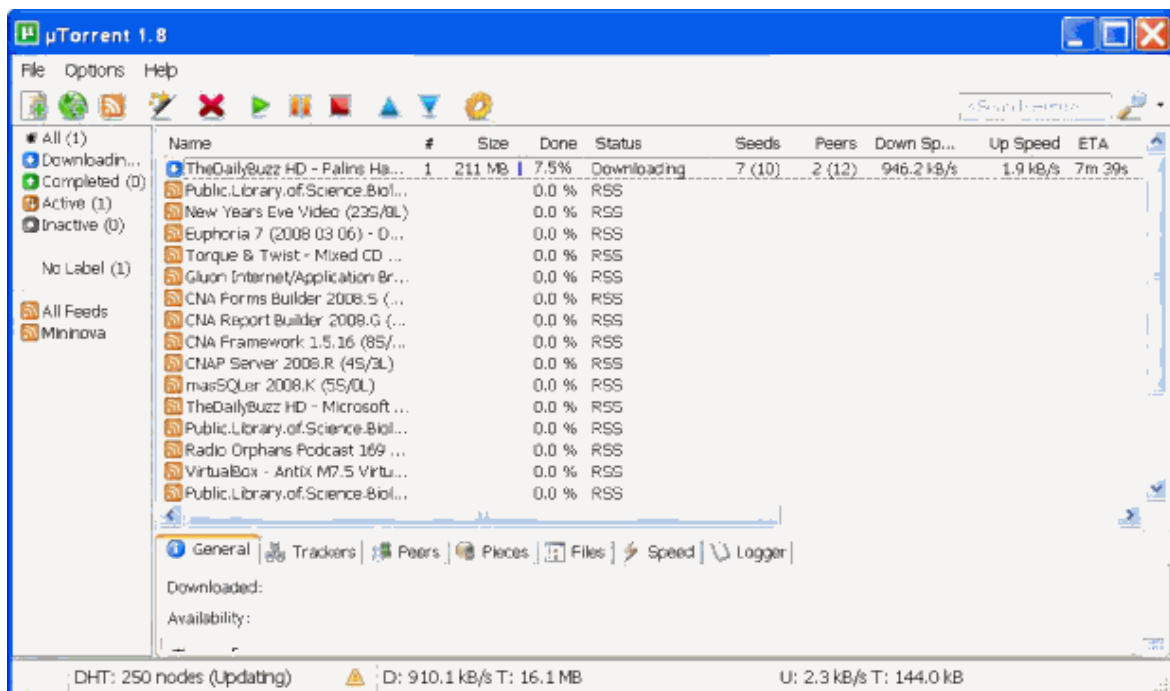 µTorrent 1.8
File Options Help
All (1)
Downloadin...
Completed (0)
Active (1)
Inactive (0)
No Label (1)
All Feeds
Mininova
Name # Size Done Status Seeds Peers Down Sp... Up Speed ETA
TheDailyBuzz HD - Palins Ha... 1 211 MB 7.5% Downloading 7 (10) 2 (12) 946.2 kB/s 1.9 kB/s 7m 39s
Public.Library.of.Science.Biol... 0.0 % RSS
New Years Eve Video (23S/8L) 0.0 % RSS
Euphoria 7 (2008 03 06) - D... 0.0 % RSS
Torque & Twist - Mixed CD ... 0.0 % RSS
Gluon Internet/Application Br... 0.0 % RSS
CNA Forms Builder 2008.S (... 0.0 % RSS
CNA Report Builder 2008.G (... 0.0 % RSS
CNA Framework 1.5.16 (8S/... 0.0 % RSS
CNAP Server 2008.R (4S/3L) 0.0 % RSS
masSQLer 2008.K (5S/0L) 0.0 % RSS
TheDailyBuzz HD - Microsoft ... 0.0 % RSS
Public.Library.of.Science.Biol... 0.0 % RSS
Radio Orphans Podcast 169 ... 0.0 % RSS
VirtualBox - AntiX M7.5 Virtu... 0.0 % RSS
Public.Library.of.Science.Biol... 0.0 % RSS
General Trackers Peers Pieces Files Speed Logger
Downloaded:
Availability:
DHT: 250 nodes (Updating) D: 910.1 kB/s T: 16.1 MB U: 2.3 kB/s T: 144.0 kB